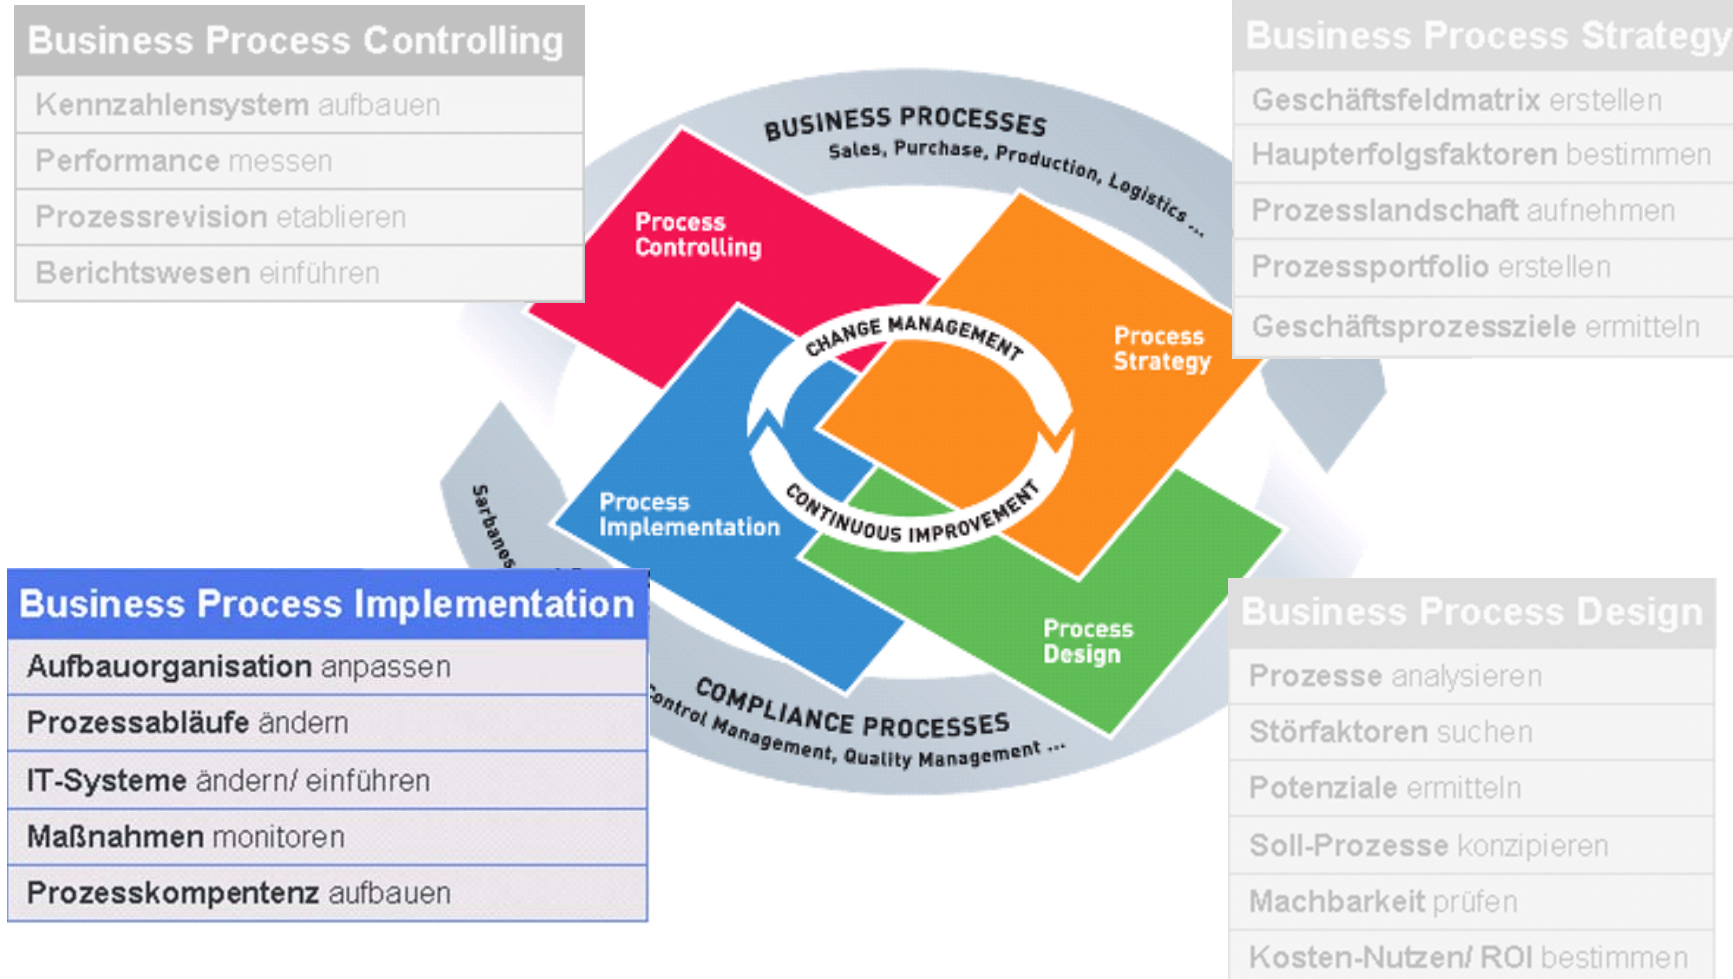 Business Process Controlling
Kennzahlensystem aufbauen
Performance messen
Prozessrevision etablieren
Berichtswesen einführen
Business Process Strategy
Geschäftsfeldmatrix erstellen
Haupterfolgsfaktoren bestimmen
Prozesslandschaft aufnehmen
Prozessportfolio erstellen
Geschäftsprozessziele ermitteln
BUSINESS PROCESSES
Sales, Purchase, Production, Logistics ...
Process
Controlling
Process
Strategy
CHANGE MANAGEMENT
CONTINUOUS IMPROVEMENT
Process
Implementation
Process
Design
Sarbanes
COMPLIANCE PROCESSES
Control Management, Quality Management ...
Business Process Implementation
Aufbauorganisation anpassen
Prozessabläufe ändern
IT-Systeme ändern/ einführen
Maßnahmen monitoren
Prozesskompetenz aufbauen
Business Process Design
Prozesse analysieren
Störfaktoren suchen
Potenziale ermitteln
Soll-Prozesse konzipieren
Machbarkeit prüfen
Kosten-Nutzen/ ROI bestimmen